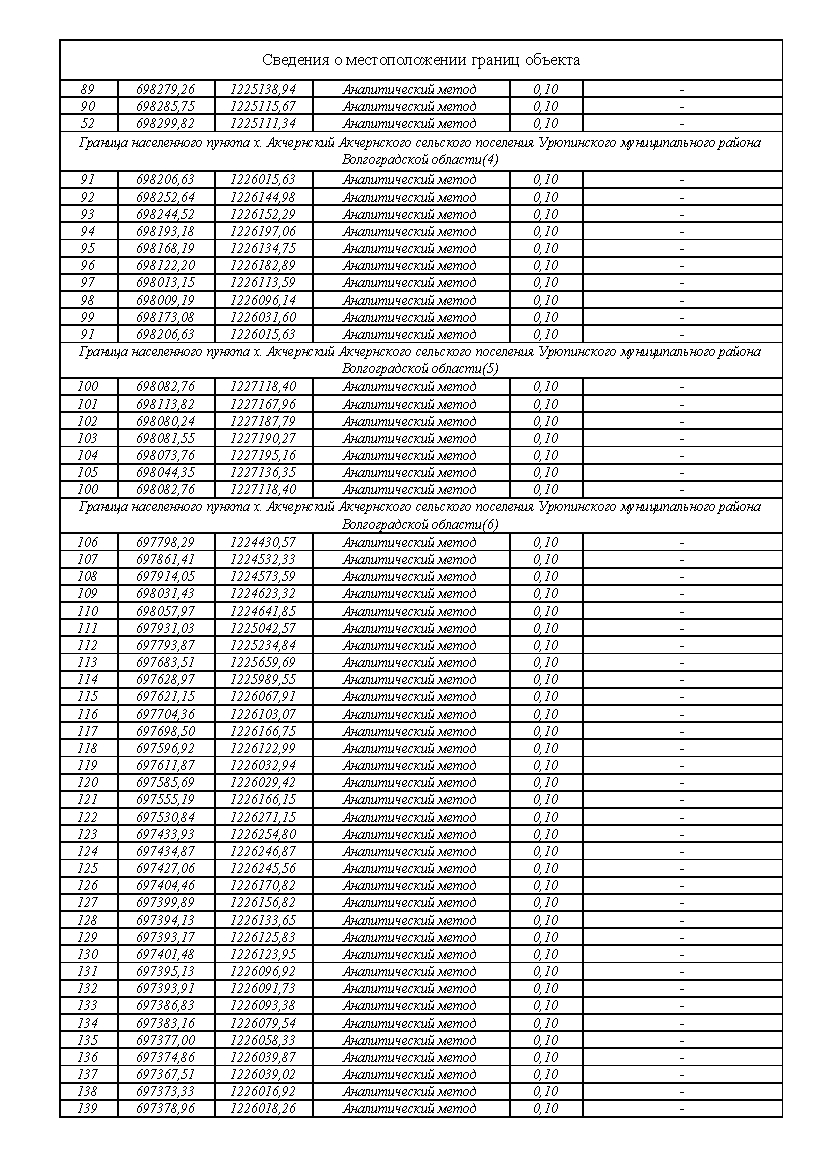 Сведения о местоположении границ объекта
89 698279,26 1225138,94 Аналитический метод 0,10 -
90 698285,75 1225115,67 Аналитический метод 0,10 -
52 698299,82 1225111,34 Аналитический метод 0,10 -
Граница населенного пункта х. Акчернский Акчернского сельского поселения Урюпинского муниципального района
Волгоградской области(4)
91 698206,63 1226015,63 Аналитический метод 0,10 -
92 698252,64 1226144,98 Аналитический метод 0,10 -
93 698244,52 1226152,29 Аналитический метод 0,10 -
94 698193,18 1226197,06 Аналитический метод 0,10 -
95 698168,19 1226134,75 Аналитический метод 0,10 -
96 698122,20 1226182,89 Аналитический метод 0,10 -
97 698013,15 1226113,59 Аналитический метод 0,10 -
98 698009,19 1226096,14 Аналитический метод 0,10 -
99 698173,08 1226031,60 Аналитический метод 0,10 -
91 698206,63 1226015,63 Аналитический метод 0,10 -
Граница населенного пункта х. Акчернский Акчернского сельского поселения Урюпинского муниципального района
Волгоградской области(5)
100 698082,76 1227118,40 Аналитический метод 0,10 -
101 698113,82 1227167,96 Аналитический метод 0,10 -
102 698080,24 1227187,79 Аналитический метод 0,10 -
103 698081,55 1227190,27 Аналитический метод 0,10 -
104 698073,76 1227195,16 Аналитический метод 0,10 -
105 698044,35 1227136,35 Аналитический метод 0,10 -
100 698082,76 1227118,40 Аналитический метод 0,10 -
Граница населенного пункта х. Акчернский Акчернского сельского поселения Урюпинского муниципального района
Волгоградской области(6)
106 697798,29 1224430,57 Аналитический метод 0,10 -
107 697861,41 1224532,33 Аналитический метод 0,10 -
108 697914,05 1224573,59 Аналитический метод 0,10 -
109 698031,43 1224623,32 Аналитический метод 0,10 -
110 698057,97 1224641,85 Аналитический метод 0,10 -
111 697931,03 1225042,57 Аналитический метод 0,10 -
112 697793,87 1225234,84 Аналитический метод 0,10 -
113 697683,51 1225659,69 Аналитический метод 0,10 -
114 697628,97 1225989,55 Аналитический метод 0,10 -
115 697621,15 1226067,91 Аналитический метод 0,10 -
116 697704,36 1226103,07 Аналитический метод 0,10 -
117 697698,50 1226166,75 Аналитический метод 0,10 -
118 697596,92 1226122,99 Аналитический метод 0,10 -
119 697611,87 1226032,94 Аналитический метод 0,10 -
120 697585,69 1226029,42 Аналитический метод 0,10 -
121 697555,19 1226166,15 Аналитический метод 0,10 -
122 697530,84 1226271,15 Аналитический метод 0,10 -
123 697433,93 1226254,80 Аналитический метод 0,10 -
124 697434,87 1226246,87 Аналитический метод 0,10 -
125 697427,06 1226245,56 Аналитический метод 0,10 -
126 697404,46 1226170,82 Аналитический метод 0,10 -
127 697399,89 1226156,82 Аналитический метод 0,10 -
128 697394,13 1226133,65 Аналитический метод 0,10 -
129 697393,17 1226125,83 Аналитический метод 0,10 -
130 697401,48 1226123,95 Аналитический метод 0,10 -
131 697395,13 1226096,92 Аналитический метод 0,10 -
132 697393,91 1226091,73 Аналитический метод 0,10 -
133 697386,83 1226093,38 Аналитический метод 0,10 -
134 697383,16 1226079,54 Аналитический метод 0,10 -
135 697377,00 1226058,33 Аналитический метод 0,10 -
136 697374,86 1226039,87 Аналитический метод 0,10 -
137 697367,51 1226039,02 Аналитический метод 0,10 -
138 697373,33 1226016,92 Аналитический метод 0,10 -
139 697378,96 1226018,26 Аналитический метод 0,10 -